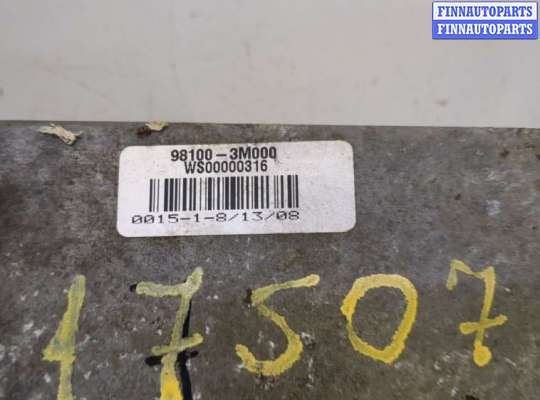 FINNAUTOPARTS
FINNAUTOPARTS
98100-3M000
WS00000316
0015-1-8/13/08
17507